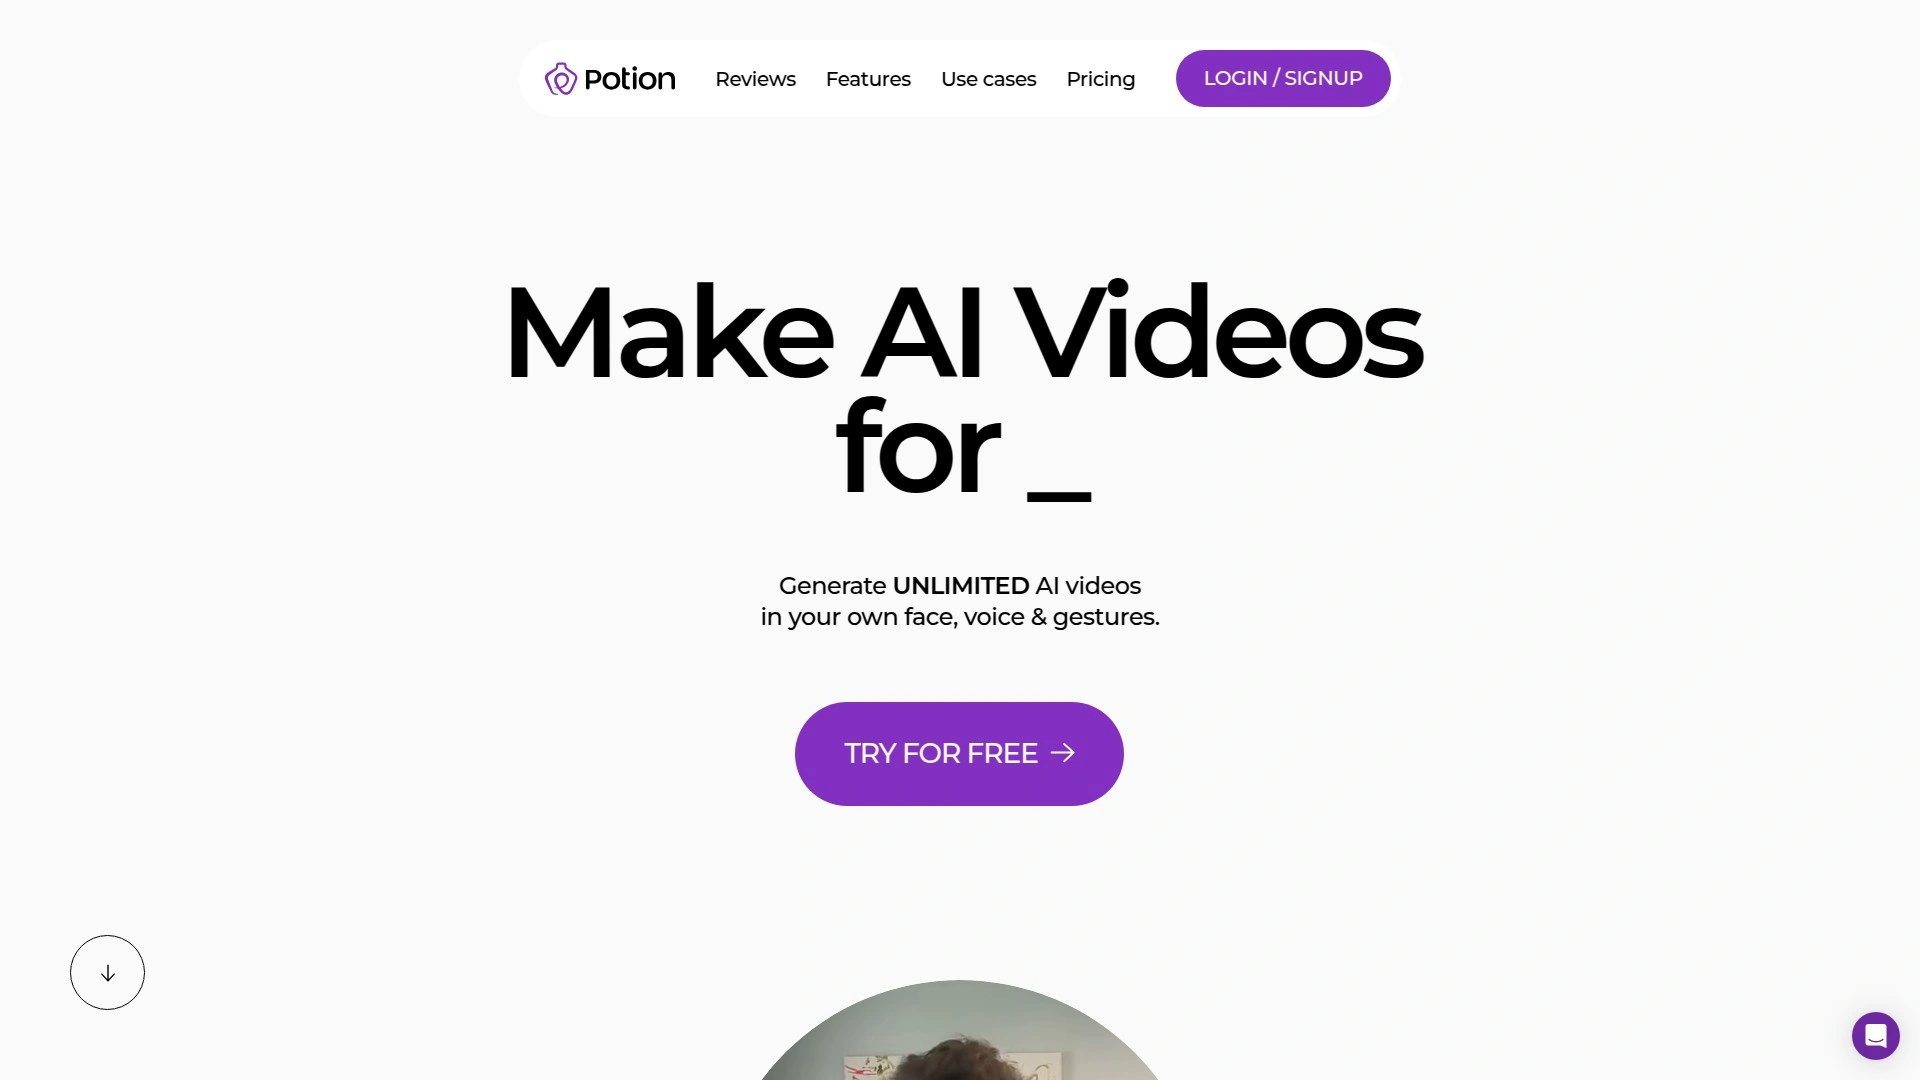 Potion
Reviews
Features
Use cases
Pricing
LOGIN / SIGNUP
Make AI Videos
for _
Generate UNLIMITED AI videos
in your own face, voice & gestures.
TRY FOR FREE →